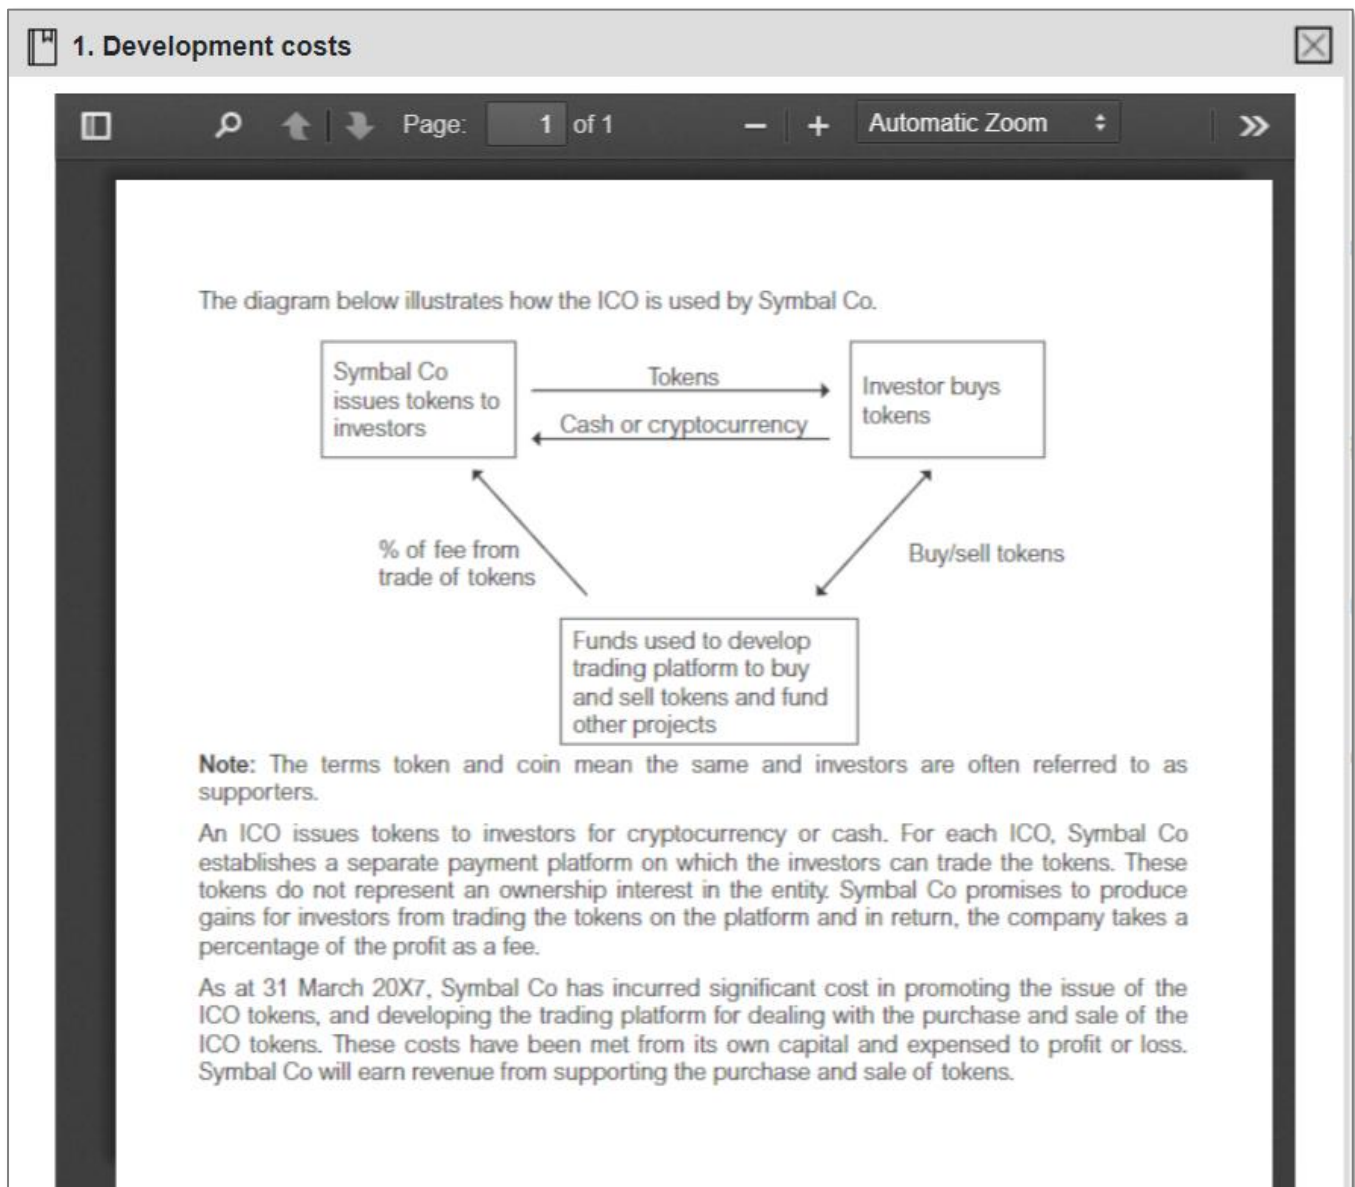 1. Development costs
Page: 1 of 1 Automatic Zoom
The diagram below illustrates how the ICO is used by Symbal Co.
Symbal Co
issues tokens to
investors
Tokens
Cash or cryptocurrency
Investor buys
tokens
% of fee from
trade of tokens
Buy/sell tokens
Funds used to develop
trading platform to buy
and sell tokens and fund
other projects
Note: The terms token and coin mean the same and investors are often referred to as
supporters.
An ICO issues tokens to investors for cryptocurrency or cash. For each ICO, Symbal Co
establishes a separate payment platform on which the investors can trade the tokens. These
tokens do not represent an ownership interest in the entity. Symbal Co promises to produce
gains for investors from trading the tokens on the platform and in return, the company takes a
percentage of the profit as a fee.
As at 31 March 20X7, Symbal Co has incurred significant cost in promoting the issue of the
ICO tokens, and developing the trading platform for dealing with the purchase and sale of the
ICO tokens. These costs have been met from its own capital and expensed to profit or loss.
Symbal Co will earn revenue from supporting the purchase and sale of tokens.